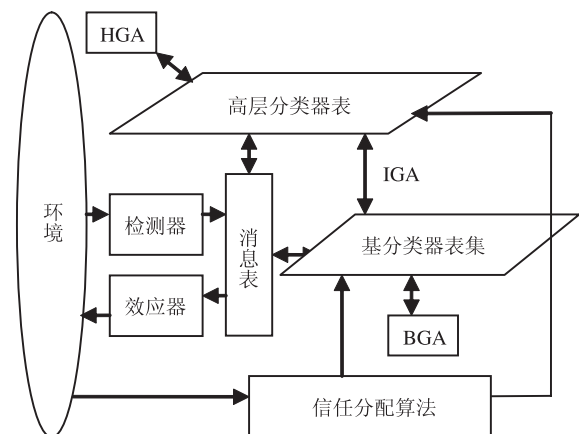 HGA
高层分类器表
IGA
环境
检测器
消息表
基分类器表集
效应器
BGA
信任分配算法